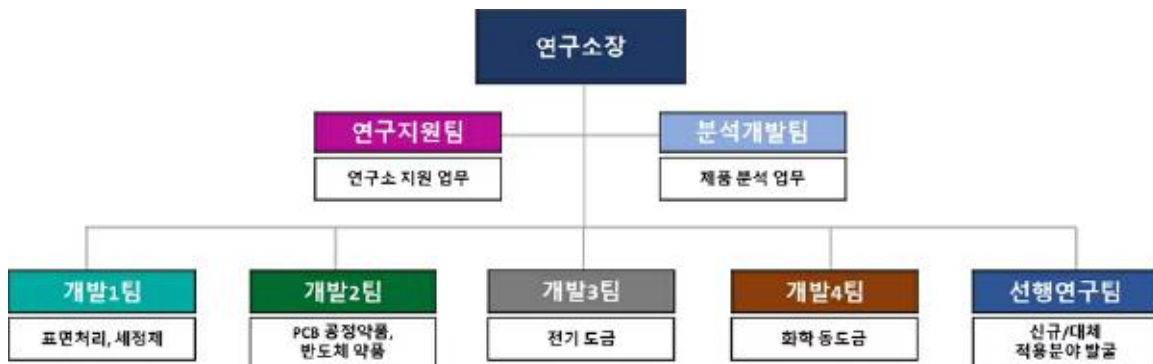 연구소장
연구지원팀
분석개발팀
연구소 지원 업무
제품 분석 업무
개발1팀
개발2팀
개발3팀
개발4팀
선행연구팀
표면처리, 세정제
PCB 공정약품,
반도체 약품
전기 도금
화학 동도금
신규/대체
적용분야 발굴